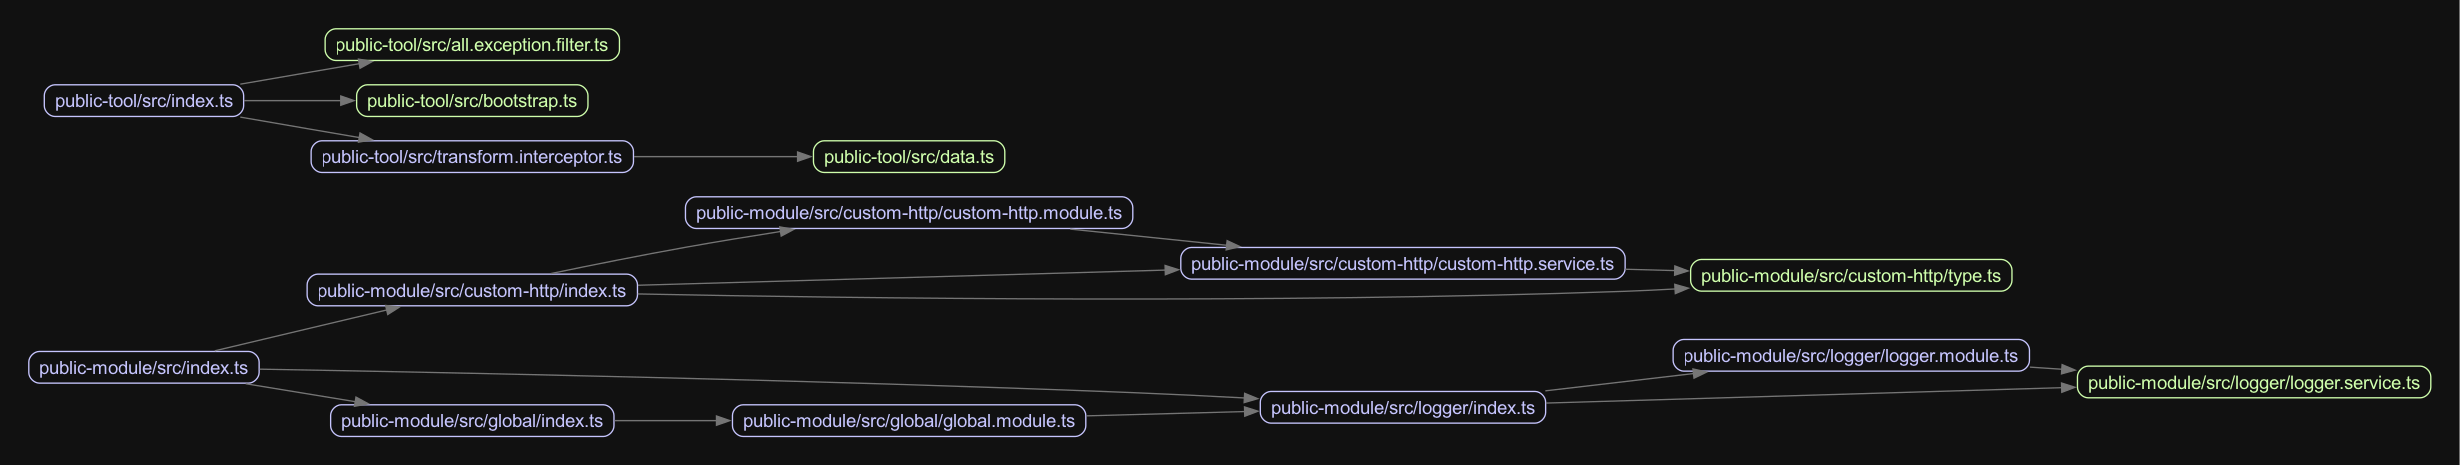 public-tool/src/all.exception.filter.ts
public-tool/src/index.ts
public-tool/src/bootstrap.ts
public-tool/src/transform.interceptor.ts
public-tool/src/data.ts
public-module/src/custom-http/custom-http.module.ts
public-module/src/custom-http/custom-http.service.ts
public-module/src/custom-http/type.ts
public-module/src/custom-http/index.ts
public-module/src/index.ts
public-module/src/logger/logger.module.ts
public-module/src/logger/logger.service.ts
public-module/src/logger/index.ts
public-module/src/global/index.ts
public-module/src/global/global.module.ts